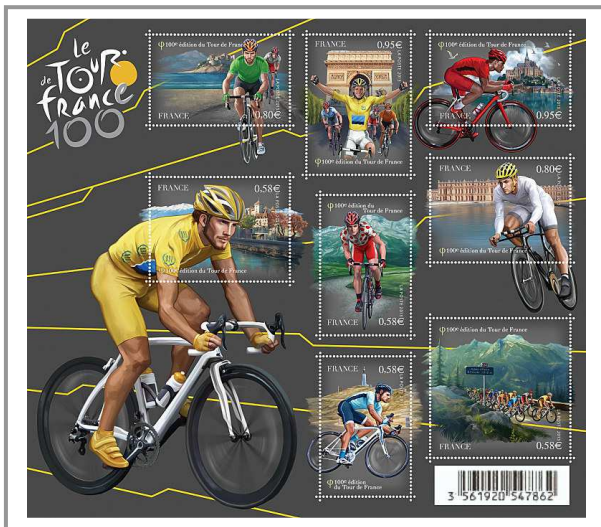 Le
de TOUR
france
100
100e édition du Tour de France
FRANCE 0.80€
FRANCE 0.95€
100e édition du Tour de France
100e édition du Tour de France
FRANCE 0.95€
FRANCE 0.58€
100e édition du Tour de France
100e édition du
Tour de France
FRANCE 0.58€
FRANCE 0.80€
100e édition du Tour de France
FRANCE 0.58€
100e édition
du Tour de France
100e édition du Tour de France
FRANCE 0.58€
3 561920 547862